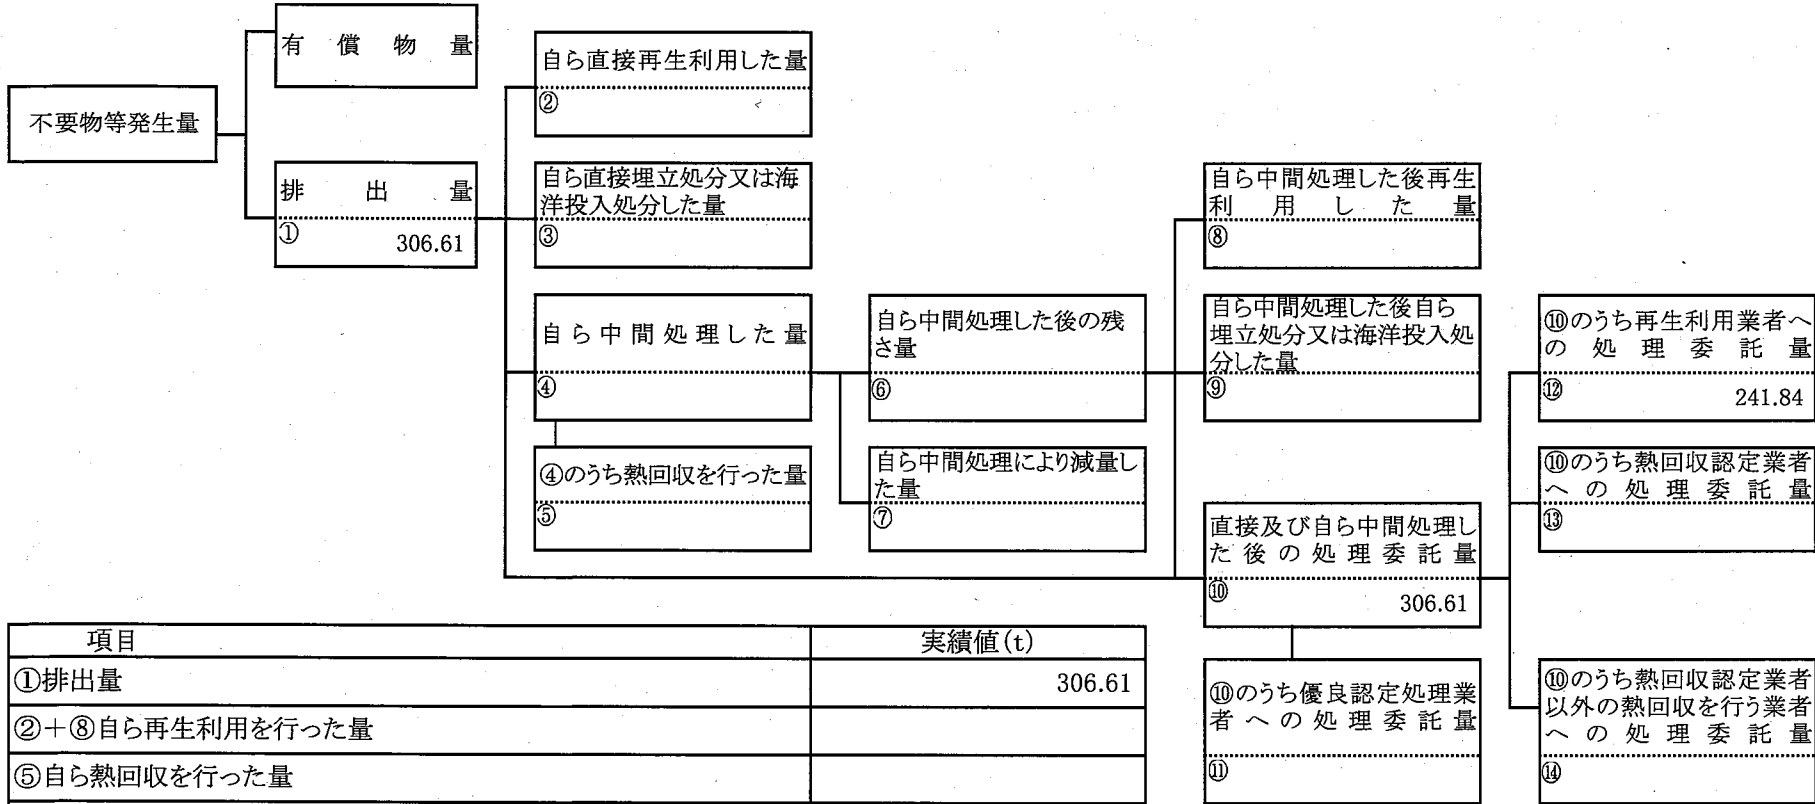 有償物量
不要物等発生量
排出量
①
306.61
自ら直接再生利用した量
②
自ら直接埋立処分又は海
洋投入処分した量
③
自ら中間処理した量
④
④のうち熱回収を行った量
⑤
自ら中間処理した後の残
さ量
⑥
自ら中間処理により減量し
た量
⑦
自ら中間処理した後再生
利用した量
⑧
自ら中間処理した後自ら
埋立処分又は海洋投入処
分した量
⑨
直接及び自ら中間処理し
た後の処理委託量
⑩
306.61
⑩のうち優良認定処理業
者への処理委託量
⑪
⑩のうち再生利用業者へ
の処理委託量
⑫
241.84
⑩のうち熱回収認定業者
への処理委託量
⑬
⑩のうち熱回収認定業者
以外の熱回収を行う業者
への処理委託量
⑭
項目 実績値(t)
①排出量 306.61
②+⑧自ら再生利用を行った量
⑤自ら熱回収を行った量